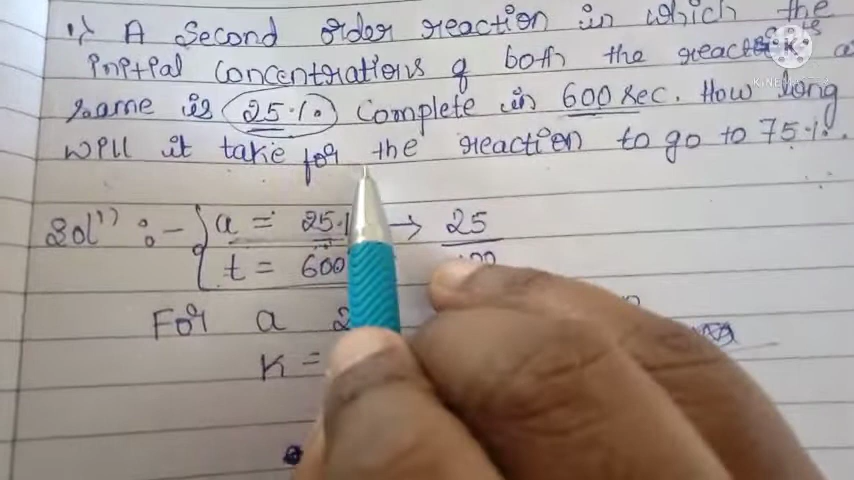 1) A Second order reaction in which the
initial concentrations of both the is
same is 25% Complete in 600 sec. How long
will it take for the reaction to go to 75%.
Sol :- a = 25 → 25
t = 600
For a
K =
K